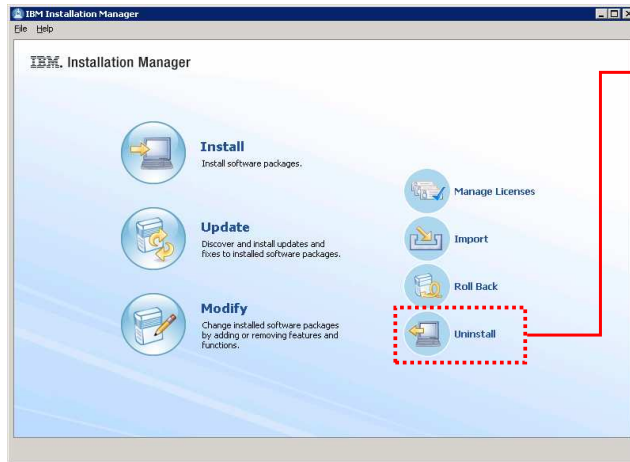 IBM Installation Manager
File Help
IBM. Installation Manager
Install
Install software packages.
Update
Discover and install updates and
fixes to installed software packages.
Modify
Change installed software packages
by adding or removing features and
functions.
Manage Licenses
Import
Roll Back
Uninstall